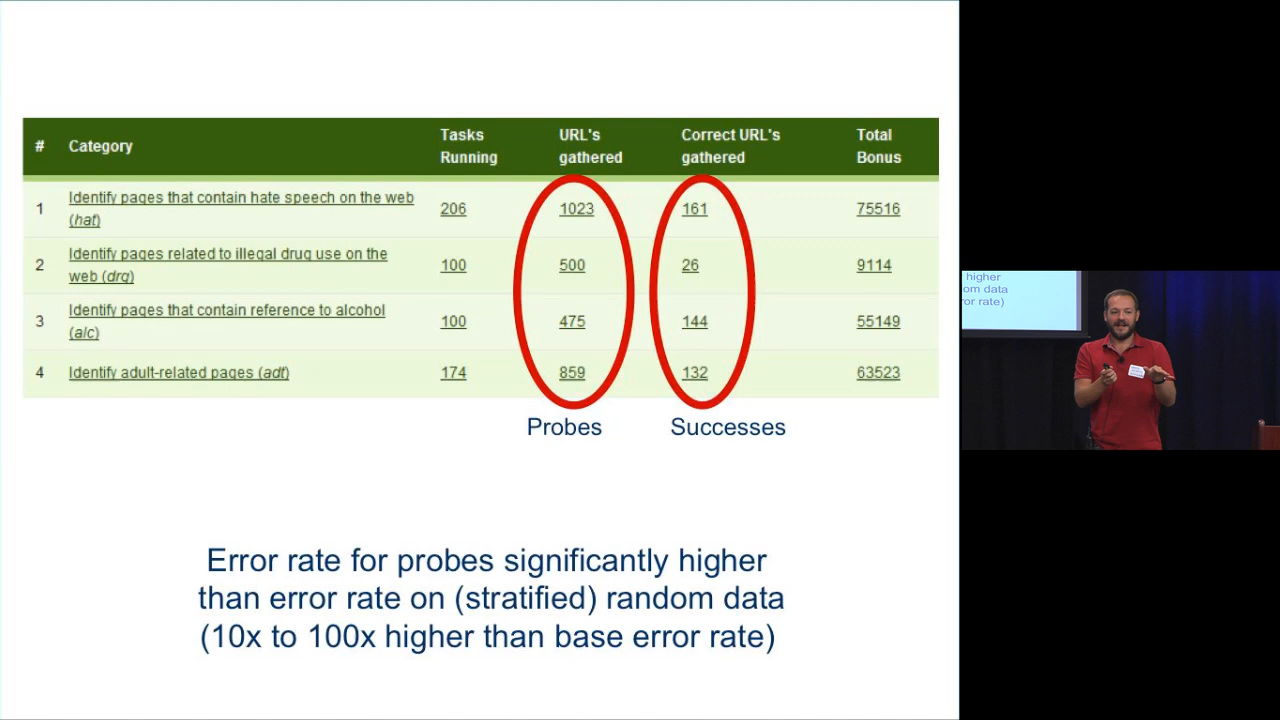 # Category Tasks Running URL's gathered Correct URL's gathered Total Bonus
1 Identify pages that contain hate speech on the web (hat) 206 1023 161 75516
2 Identify pages related to illegal drug use on the web (drg) 100 500 26 9114
3 Identify pages that contain reference to alcohol (alc) 100 475 144 55149
4 Identify adult-related pages (adt) 174 859 132 63523
Probes Successes
Error rate for probes significantly higher
than error rate on (stratified) random data
(10x to 100x higher than base error rate)
higher
om data
ror rate)